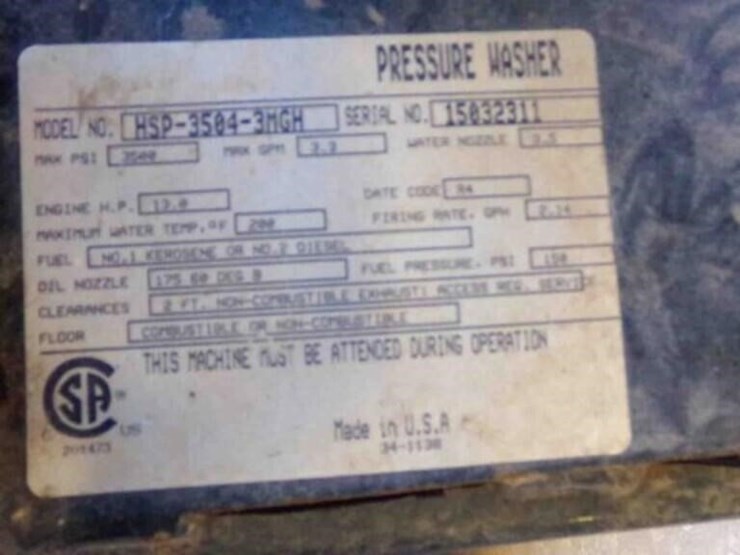 PRESSURE WASHER
MODEL NO. HSP-3504-3MGH SERIAL NO. 15032311
MAX PSI 3500 MAX GPM 3.3 WATER NOZZLE 3.5
ENGINE H.P. 13.0 DATE CODE 94
MAXIMUM WATER TEMP. °F 200 FIRING RATE, GPH 2.14
FUEL NO.1 KEROSENE OR NO.2 DIESEL
OIL NOZZLE 175 60 DEG B FUEL PRESSURE, PSI 150
CLEARANCES 2 FT. NON-COMBUSTIBLE EXHAUST: ACCESS REQ. SERVICE
FLOOR COMBUSTIBLE OR NON-COMBUSTIBLE
THIS MACHINE MUST BE ATTENDED DURING OPERATION
SA
US
Made in U.S.A
34-1138